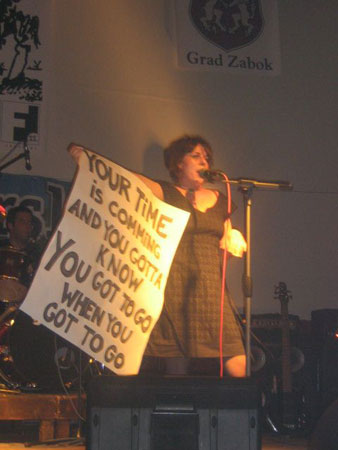 Grad Zabok
YOUR TiME
iS COMMING
AND YOU GOTTA
KNOW
YOU GOT TO GO
WHEN YOU
GOT TO GO